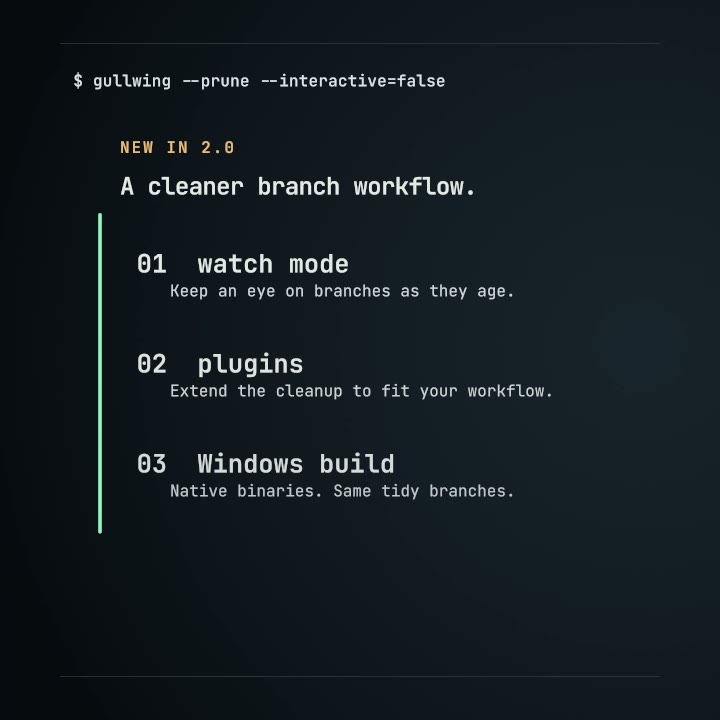 $ gullwing --prune --interactive=false
NEW IN 2.0
A cleaner branch workflow.
01 watch mode
Keep an eye on branches as they age.
02 plugins
Extend the cleanup to fit your workflow.
03 Windows build
Native binaries. Same tidy branches.